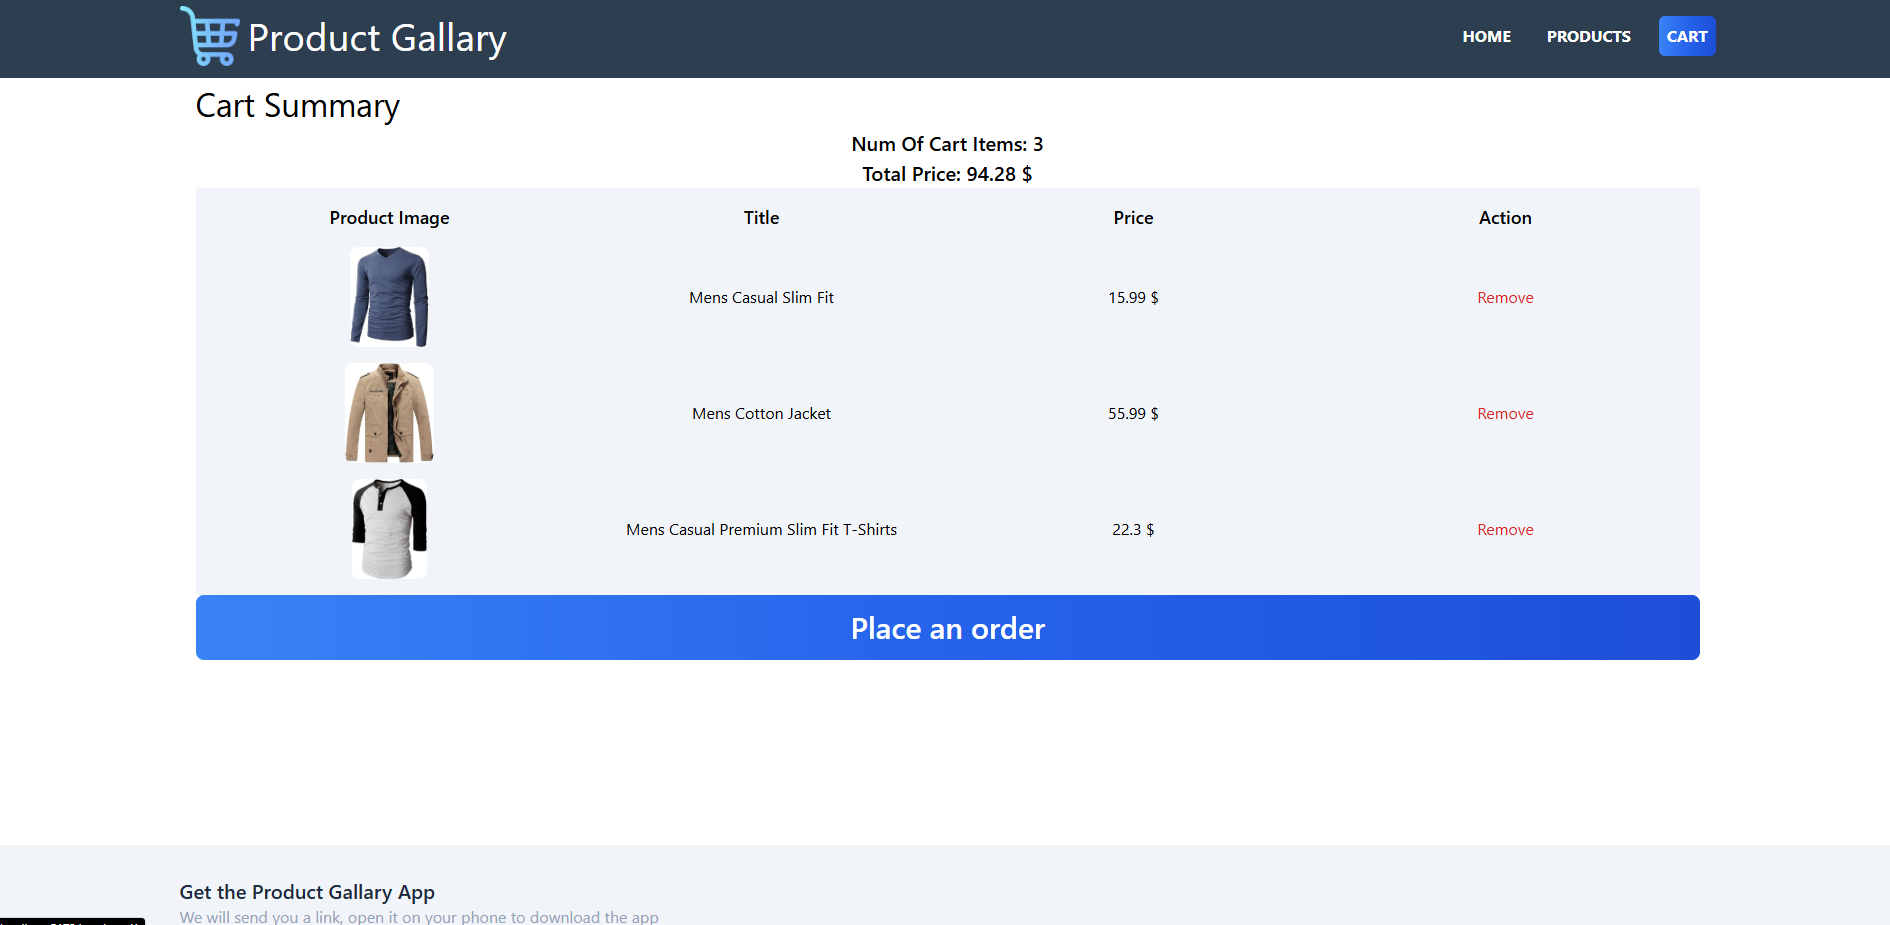 Product Gallary
HOME PRODUCTS CART
Cart Summary
Num Of Cart Items: 3
Total Price: 94.28 $
Product Image Title Price Action
Mens Casual Slim Fit 15.99 $ Remove
Mens Cotton Jacket 55.99 $ Remove
Mens Casual Premium Slim Fit T-Shirts 22.3 $ Remove
Place an order
Get the Product Gallary App
We will send you a link, open it on your phone to download the app